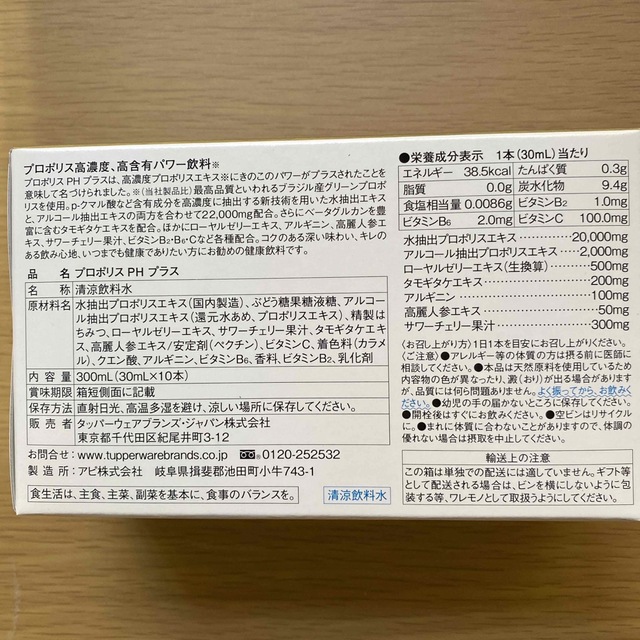 プロポリス高濃度、高含有パワー飲料※
プロポリス PH プラスは、高濃度プロポリスエキス※にきのこのパワーがプラスされたことを
意味して名づけられました。※(当社製品比)最高品質といわれるブラジル産グリーンプロポ
リスを使用。p-クマル酸など含有成分を高濃度に抽出する新技術を用いた水抽出エキス
と、アルコール抽出エキスの両方を合わせて22,000mg配合。さらにベータグルカンを豊
富に含むタモギタケエキスを配合。ほかにローヤルゼリーエキス、アルギニン、高麗人参エキ
ス、サワーチェリー果汁、ビタミンB₂・B₆・Cなど各種配合。コクのある深い味わい、キレの
ある飲み心地、いつまでも健康でありたい方にお勧めの健康飲料です。
品 名 プロポリス PH プラス
名 称 清涼飲料水
原材料名 水抽出プロポリスエキス(国内製造)、ぶどう糖果糖液糖、アルコー
ル抽出プロポリスエキス(還元水あめ、プロポリスエキス)、精製は
ちみつ、ローヤルゼリーエキス、サワーチェリー果汁、タモギタケエキ
ス、高麗人参エキス/安定剤(ペクチン)、ビタミンC、着色料(カラメ
ル)、クエン酸、アルギニン、ビタミンB₆、香料、ビタミンB₂、乳化剤
内 容 量 300mL(30mL×10本)
賞味期限 箱短側面に記載
保存方法 直射日光、高温多湿を避け、涼しい場所に保存してください。
販 売 者 タッパーウェアブランズ・ジャパン株式会社
東京都千代田区紀尾井町3-12
お問合せ www.tupperwarebrands.co.jp 0120-252532
製 造 所 アピ株式会社 岐阜県揖斐郡池田町小牛743-1
食生活は、主食、主菜、副菜を基本に、食事のバランスを。
清涼飲料水
●栄養成分表示 1本(30mL)当たり
エネルギー 38.5kcal たんぱく質 0.3g
脂質 0.0g 炭水化物 9.4g
食塩相当量 0.0086g ビタミンB₂ 1.0mg
ビタミンB₆ 2.0mg ビタミンC 100.0mg
水抽出プロポリスエキス…………20,000mg
アルコール抽出プロポリスエキス……2,000mg
ローヤルゼリーエキス(生換算)………500mg
タモギタケエキス……………………200mg
アルギニン……………………………100mg
高麗人参エキス………………………50mg
サワーチェリー果汁…………………300mg
〈お召し上がり方〉1日1本を目安にお召し上がりください。
〈ご注意〉●アレルギー等の体質の方は摂る前に医師に
相談してください。●本品は天然原料を使用しているため
内容物の色が異なったり、澱(おり)が出る場合があります
が、品質には何ら問題ありません。よく振ってから、お飲みく
ださい。●幼児の手の届かないところに保存してください。
●開栓後はすぐにお飲みください。●空ビンはリサイクル
に。●まれに体質に合わないことがありますので、体調の
優れない場合は摂取を中止してください。
輸送上の注意
この箱は単独での配送には適していません。ギフト等と
して配送される場合は、ビンを横にしないように包装
する等、ワレモノとして取扱うようにしてください。